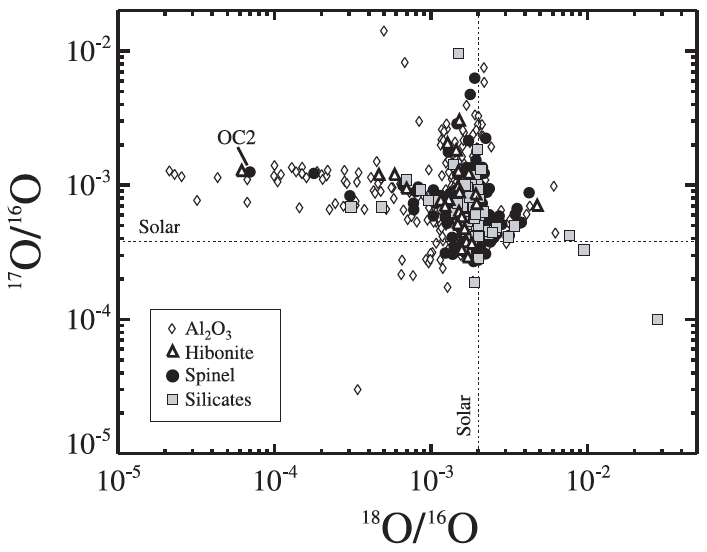 10⁻²
OC2
10⁻³
¹⁷O/¹⁶O
Solar
10⁻⁴
Al₂O₃
Hibonite
Spinel
Silicates
Solar
10⁻⁵
10⁻⁵ 10⁻⁴ 10⁻³ 10⁻²
¹⁸O/¹⁶O